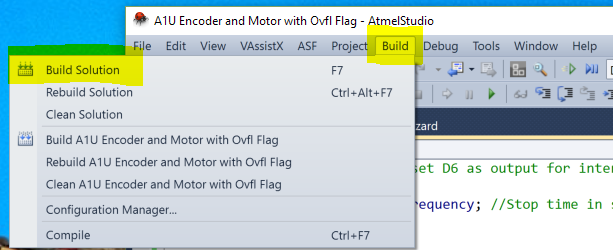 A1U Encoder and Motor with Ovfl Flag - AtmelStudio
File Edit View VAssistX ASF Project Build Debug Tools Window Help
Build Solution F7
Rebuild Solution Ctrl+Alt+F7
Clean Solution
Build A1U Encoder and Motor with Ovfl Flag
Rebuild A1U Encoder and Motor with Ovfl Flag
Clean A1U Encoder and Motor with Ovfl Flag
Configuration Manager...
Compile Ctrl+F7
zard
set D6 as output for inter
requency; //Stop time in s